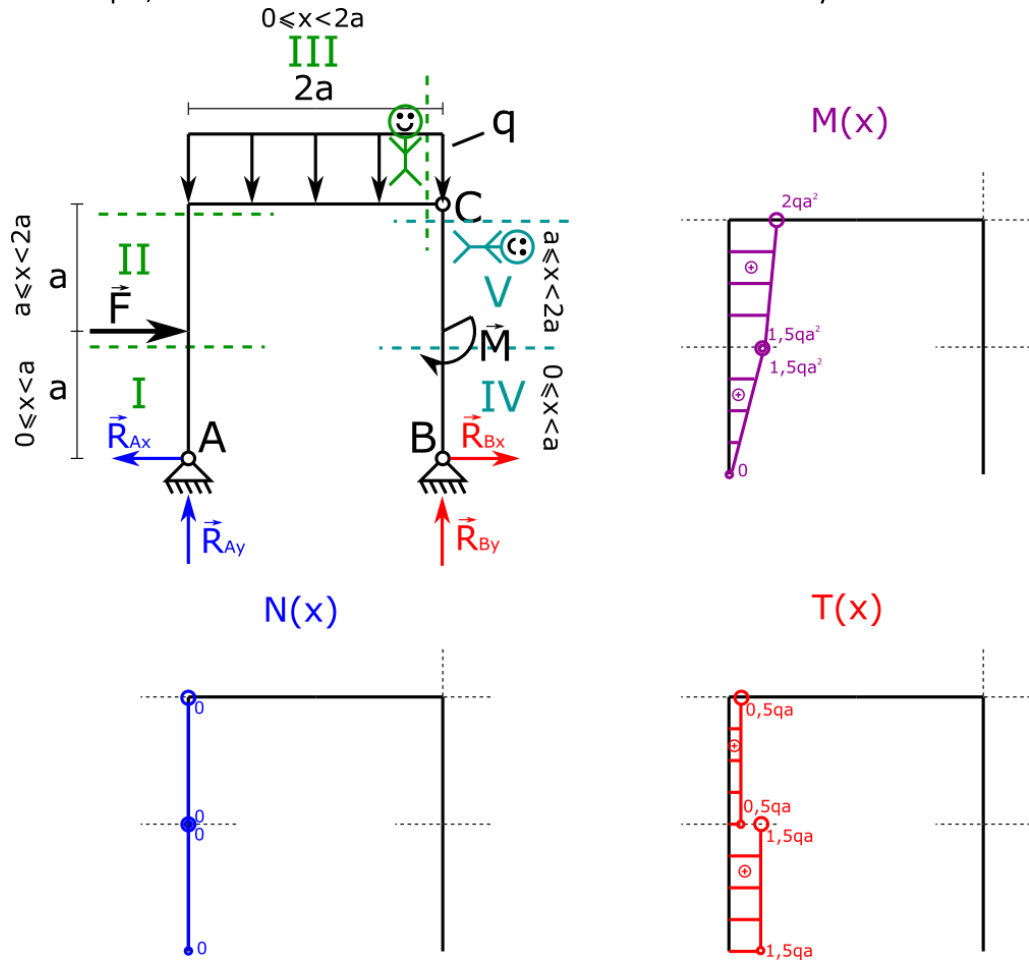 0⩽x<2a
III
2a
q
M(x)
C
2qa²
a⩽x<2a
a
II
V
a⩽x<2a
F
M
1,5qa²
1,5qa²
0⩽x<a
a
I
IV
0⩽x<a
R_Ax
A
B
R_Bx
0
R_Ay
R_By
N(x)
T(x)
0
0,5qa
0
0
0,5qa
1,5qa
0
1,5qa